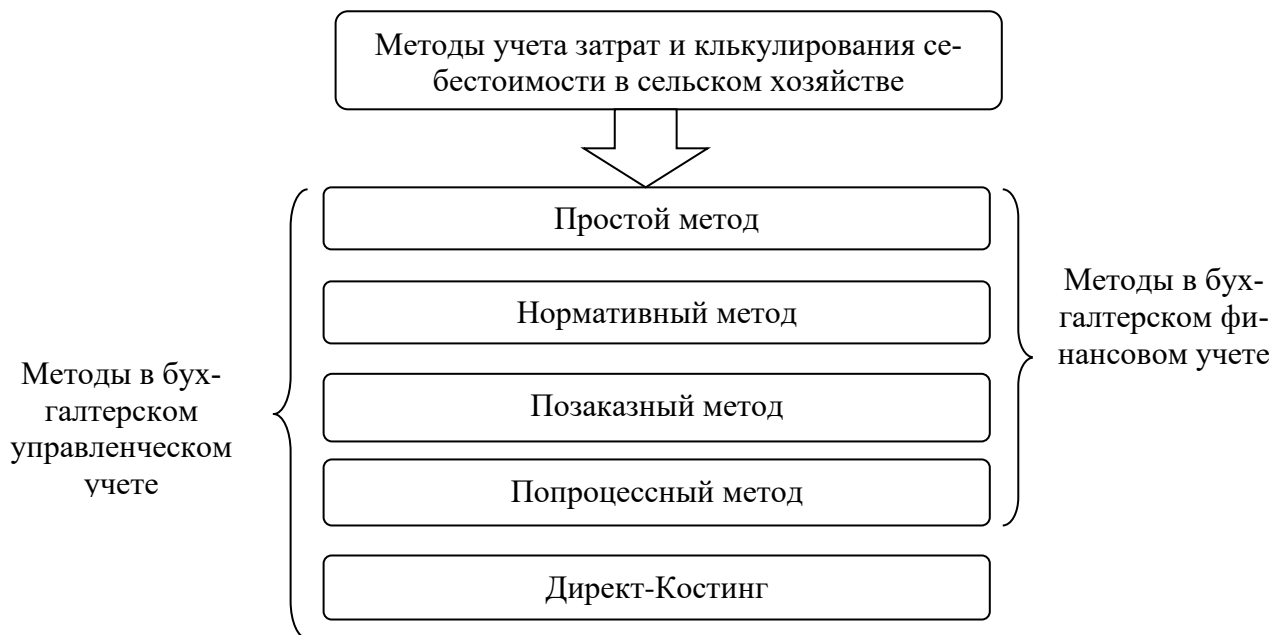 Методы учета затрат и клькулирования се-
бестоимости в сельском хозяйстве
Простой метод
Нормативный метод
Позаказный метод
Попроцессный метод
Директ-Костинг
Методы в бух-
галтерском
управленческом
учете
Методы в бух-
галтерском фи-
нансовом учете